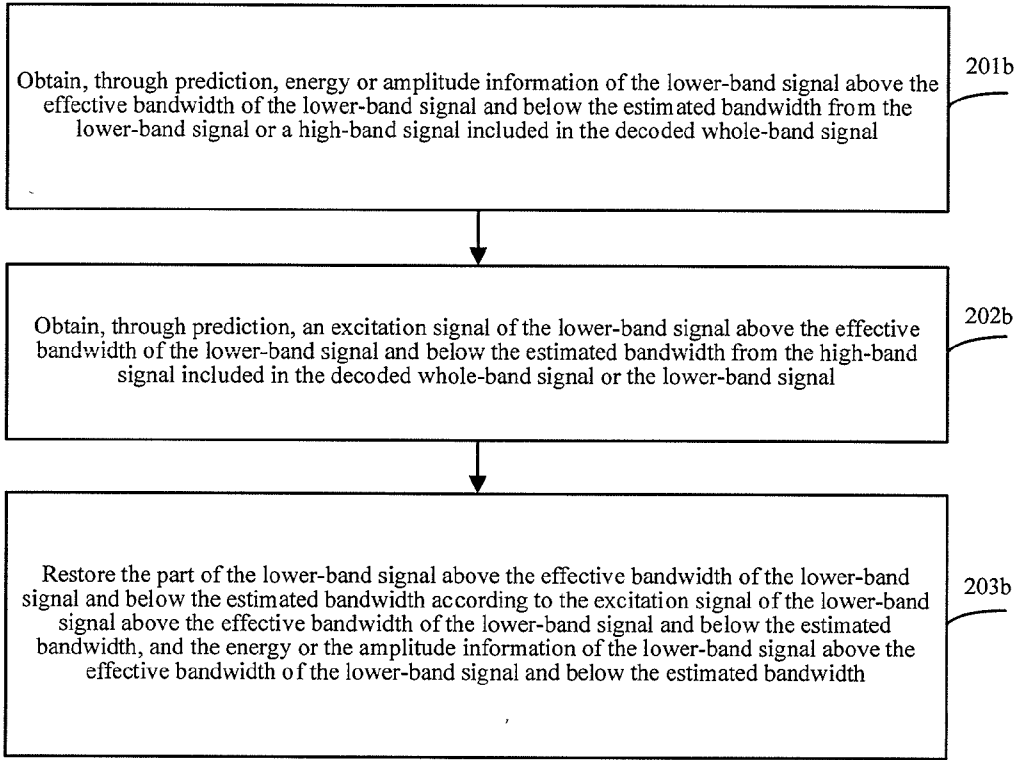 Obtain, through prediction, energy or amplitude information of the lower-band signal above the
effective bandwidth of the lower-band signal and below the estimated bandwidth from the
lower-band signal or a high-band signal included in the decoded whole-band signal
201b
Obtain, through prediction, an excitation signal of the lower-band signal above the effective
bandwidth of the lower-band signal and below the estimated bandwidth from the high-band
signal included in the decoded whole-band signal or the lower-band signal
202b
Restore the part of the lower-band signal above the effective bandwidth of the lower-band
signal and below the estimated bandwidth according to the excitation signal of the lower-band
signal above the effective bandwidth of the lower-band signal and below the estimated
bandwidth, and the energy or the amplitude information of the lower-band signal above the
effective bandwidth of the lower-band signal and below the estimated bandwidth
203b